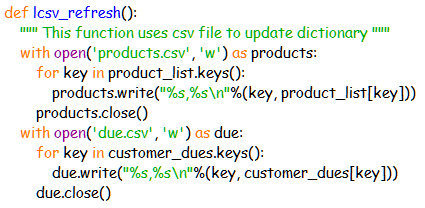 def lcsv_refresh():
    """ This function uses csv file to update dictionary """
    with open('products.csv', 'w') as products:
        for key in product_list.keys():
            products.write("%s,%s\n"%(key, product_list[key]))
        products.close()
    with open('due.csv', 'w') as due:
        for key in customer_dues.keys():
            due.write("%s,%s\n"%(key, customer_dues[key]))
        due.close()